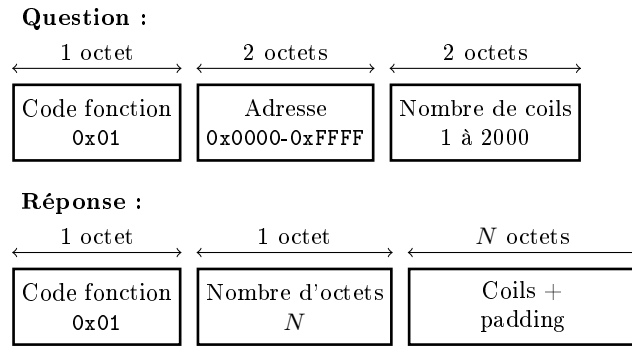 Question :
1 octet 2 octets 2 octets
Code fonction Adresse Nombre de coils
0x01 0x0000-0xFFFF 1 à 2000
Réponse :
1 octet 1 octet N octets
Code fonction Nombre d'octets Coils +
0x01 N padding